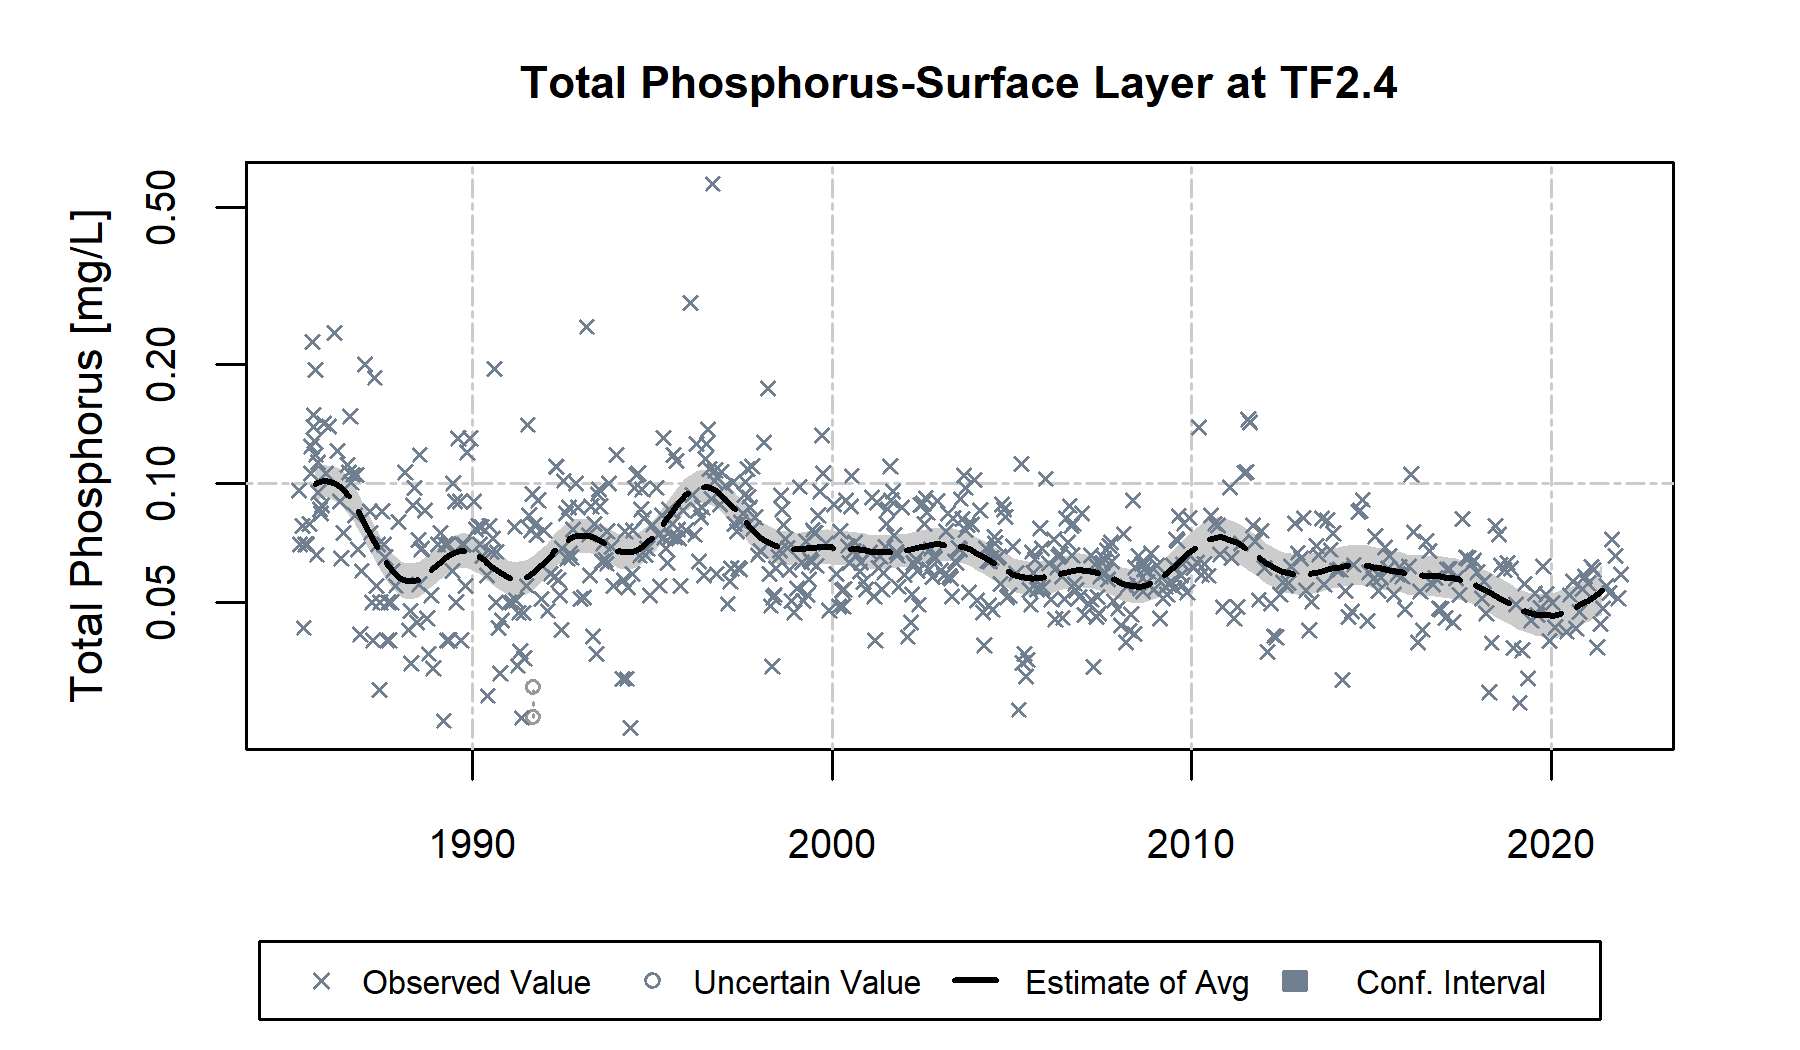 Total Phosphorus-Surface Layer at TF2.4
Total Phosphorus [mg/L]
0.50
0.20
0.10
0.05
1990 2000 2010 2020
Observed Value Uncertain Value Estimate of Avg Conf. Interval